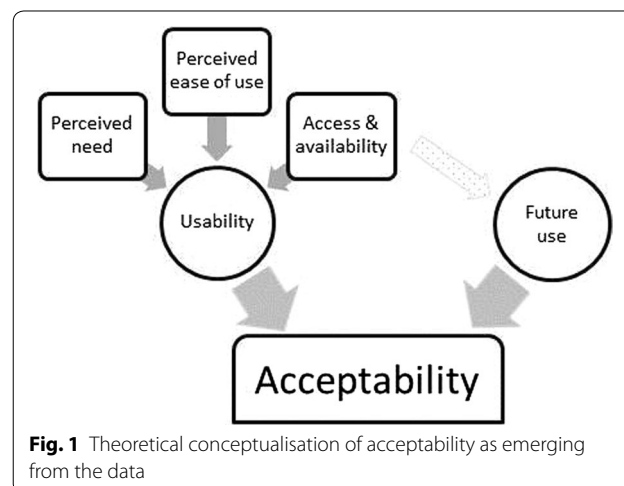 Perceived
ease of use
Perceived
need
Access &
availability
Usability
Future
use
Acceptability
Fig. 1 Theoretical conceptualisation of acceptability as emerging
from the data